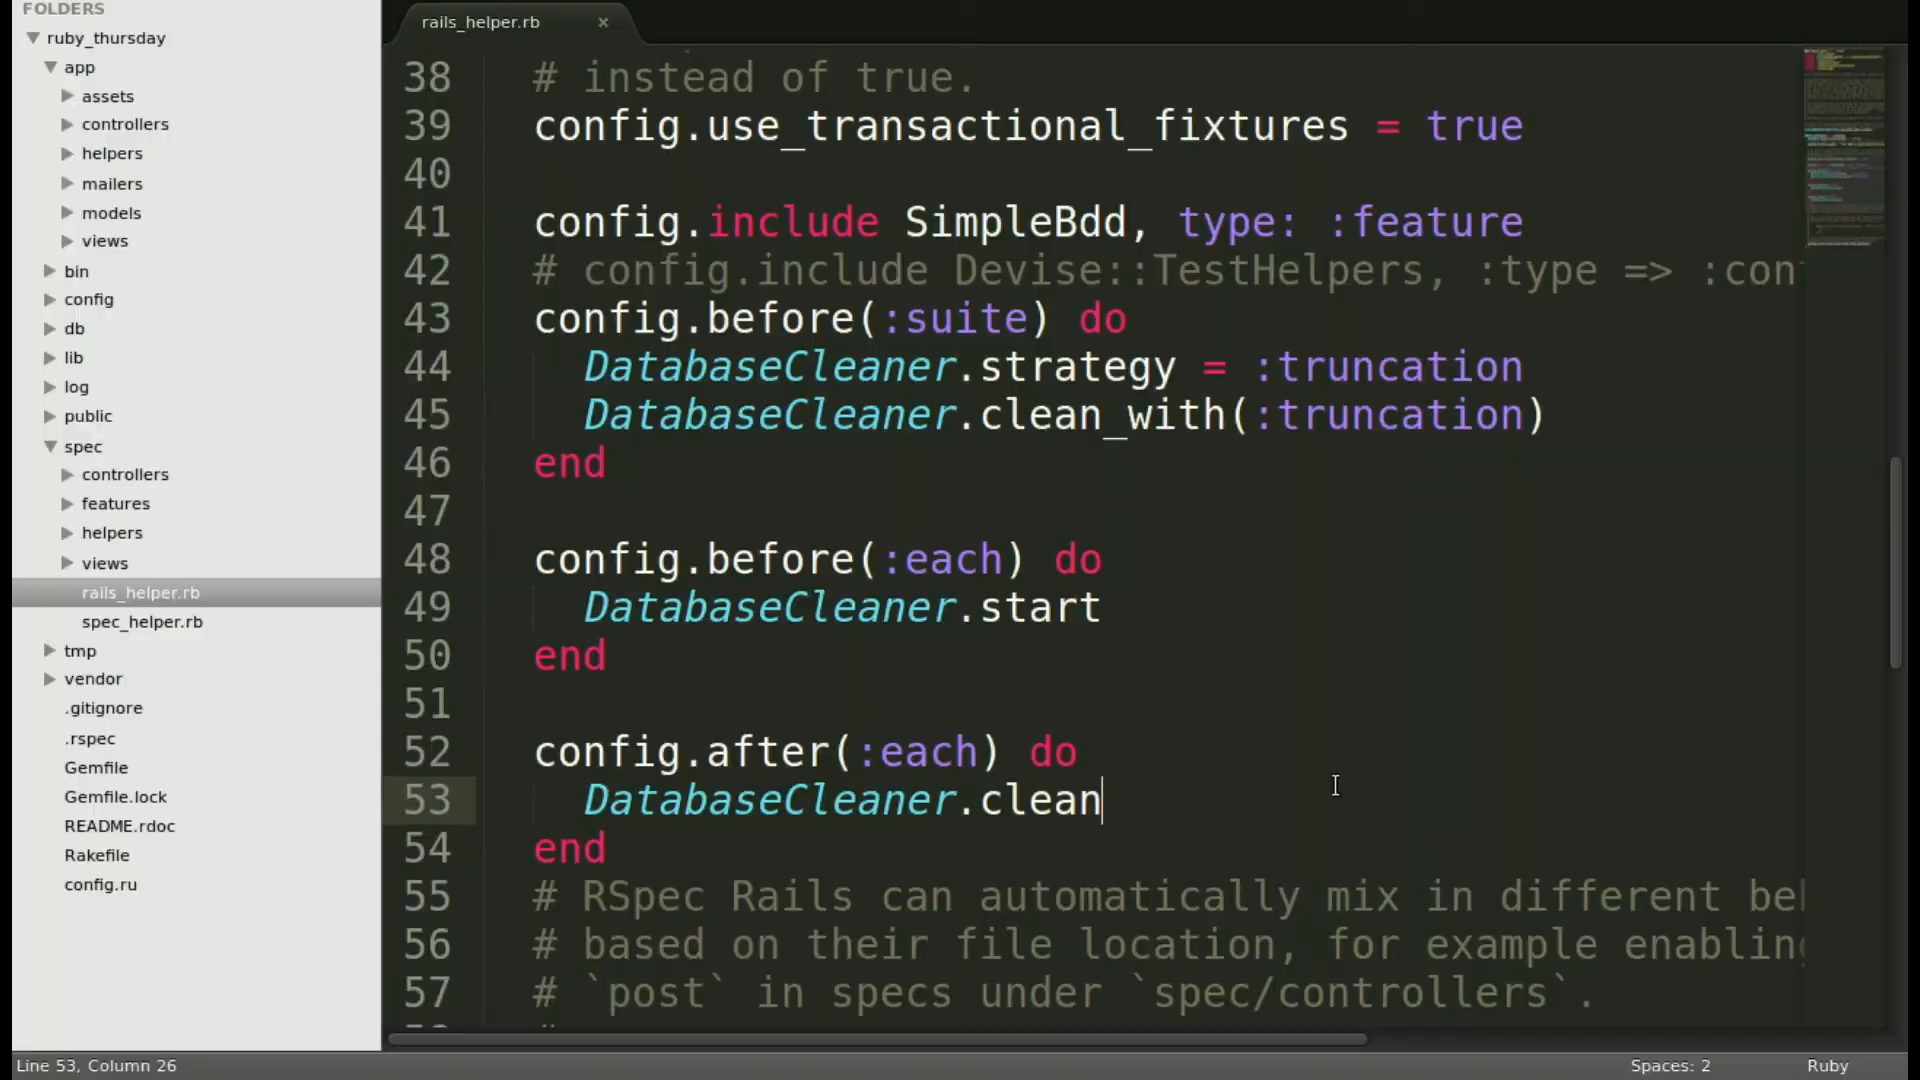 FOLDERS
ruby_thursday
app
assets
controllers
helpers
mailers
models
views
bin
config
db
lib
log
public
spec
controllers
features
helpers
views
rails_helper.rb
spec_helper.rb
tmp
vendor
.gitignore
.rspec
Gemfile
Gemfile.lock
README.rdoc
Rakefile
config.ru
rails_helper.rb ×
38 # instead of true.
39 config.use_transactional_fixtures = true
40
41 config.include SimpleBdd, type: :feature
42 # config.include Devise::TestHelpers, :type => :con
43 config.before(:suite) do
44 DatabaseCleaner.strategy = :truncation
45 DatabaseCleaner.clean_with(:truncation)
46 end
47
48 config.before(:each) do
49 DatabaseCleaner.start
50 end
51
52 config.after(:each) do
53 DatabaseCleaner.clean
54 end
55 # RSpec Rails can automatically mix in different be
56 # based on their file location, for example enabling
57 # `post` in specs under `spec/controllers`.
Line 53, Column 26
Spaces: 2
Ruby